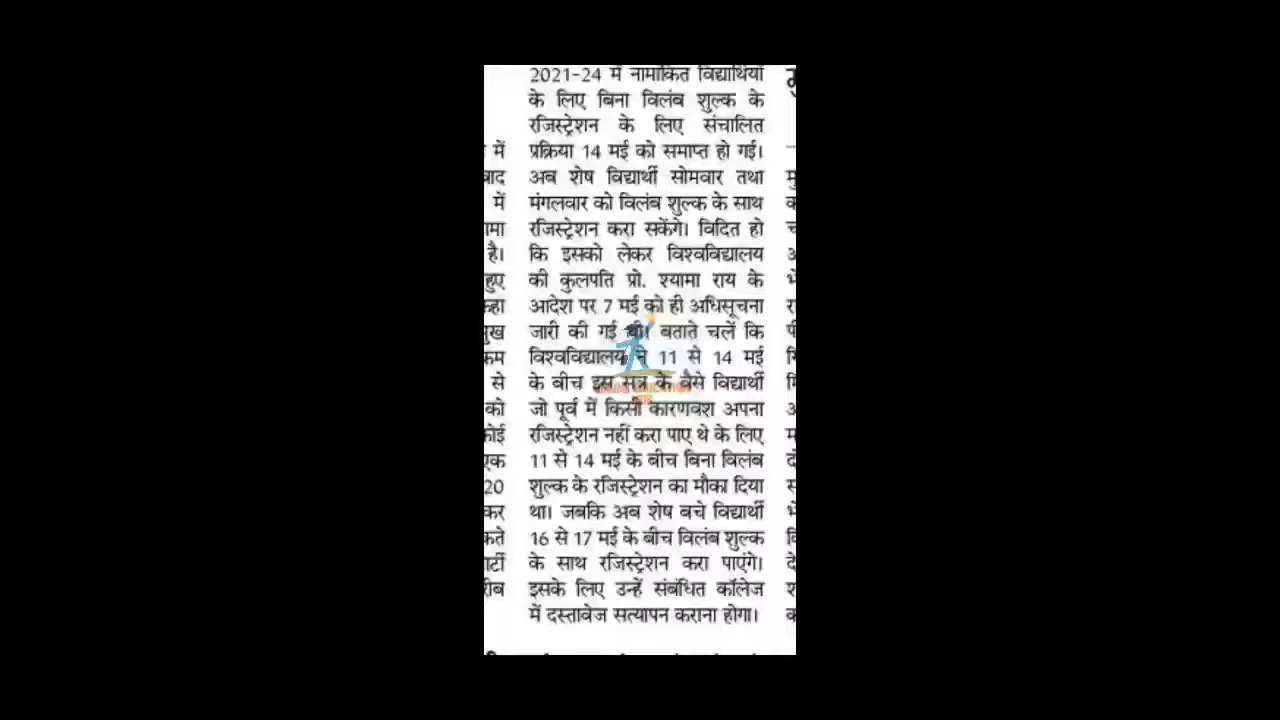 2021-24 में नामांकित विद्यार्थियों
के लिए बिना विलंब शुल्क के
रजिस्ट्रेशन के लिए संचालित
प्रक्रिया 14 मई को समाप्त हो गई।
अब शेष विद्यार्थी सोमवार तथा
मंगलवार को विलंब शुल्क के साथ
रजिस्ट्रेशन करा सकेंगे। विदित हो
कि इसको लेकर विश्वविद्यालय
की कुलपति प्रो. श्यामा राय के
आदेश पर 7 मई को ही अधिसूचना
जारी की गई थी। बताते चलें कि
विश्वविद्यालय ने 11 से 14 मई
के बीच इस सत्र के वैसे विद्यार्थी
जो पूर्व में किसी कारणवश अपना
रजिस्ट्रेशन नहीं करा पाए थे के लिए
11 से 14 मई के बीच बिना विलंब
शुल्क के रजिस्ट्रेशन का मौका दिया
था। जबकि अब शेष बचे विद्यार्थी
16 से 17 मई के बीच विलंब शुल्क
के साथ रजिस्ट्रेशन करा पाएंगे।
इसके लिए उन्हें संबंधित कॉलेज
में दस्तावेज सत्यापन कराना होगा।